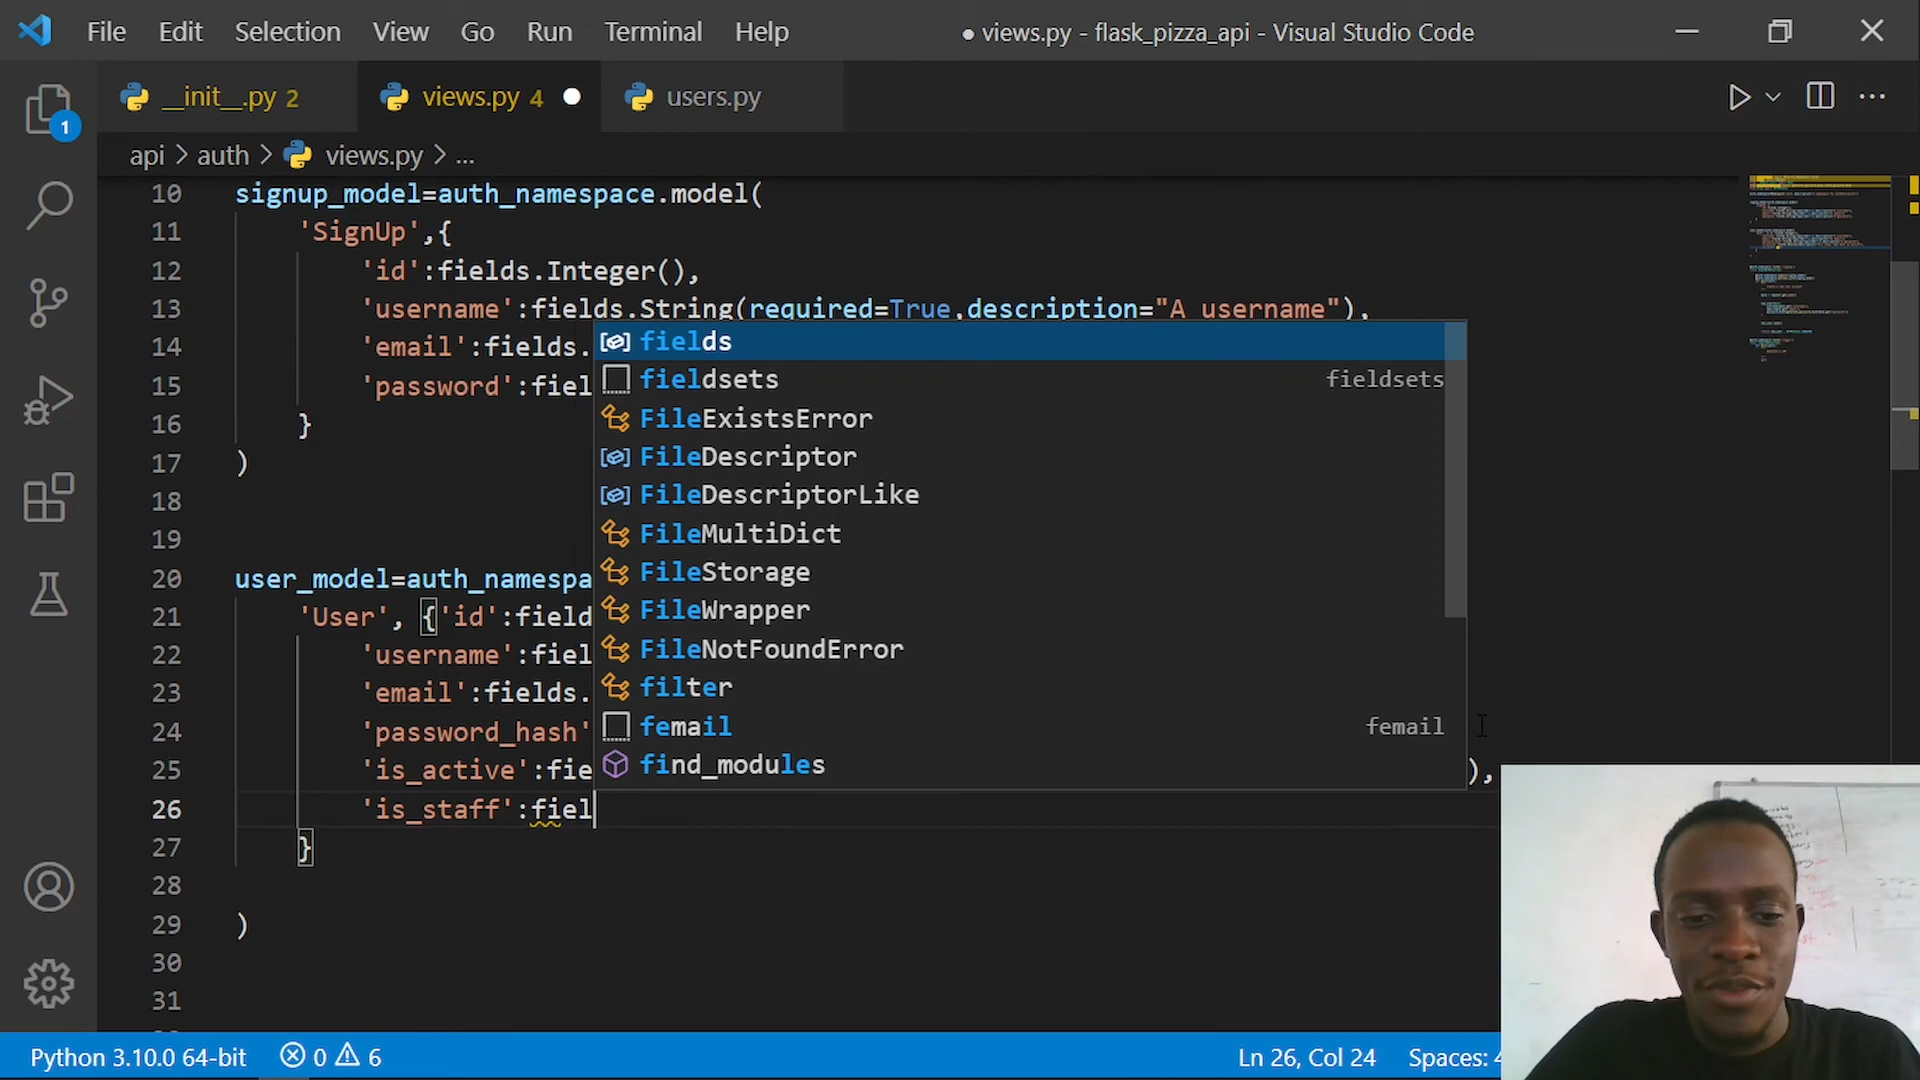 File Edit Selection View Go Run Terminal Help
● views.py - flask_pizza_api - Visual Studio Code
__init__.py 2
views.py 4
users.py
1
api > auth > views.py > ...
10 signup_model=auth_namespace.model(
11 'SignUp',{
12 'id':fields.Integer(),
13 'username':fields.String(required=True,description="A username"),
14 'email':fields.
15 'password':fiel
16 }
17 )
18
19
20 user_model=auth_namespa
21 'User', {'id':field
22 'username':fiel
23 'email':fields.
24 'password_hash'
25 'is_active':fie ),
26 'is_staff':fiel
27 }
28
29 )
30
31
fields
fieldsets fieldsets
FileExistsError
FileDescriptor
FileDescriptorLike
FileMultiDict
FileStorage
FileWrapper
FileNotFoundError
filter
femail femail
find_modules
Python 3.10.0 64-bit 0 6 Ln 26, Col 24 Spaces: 4